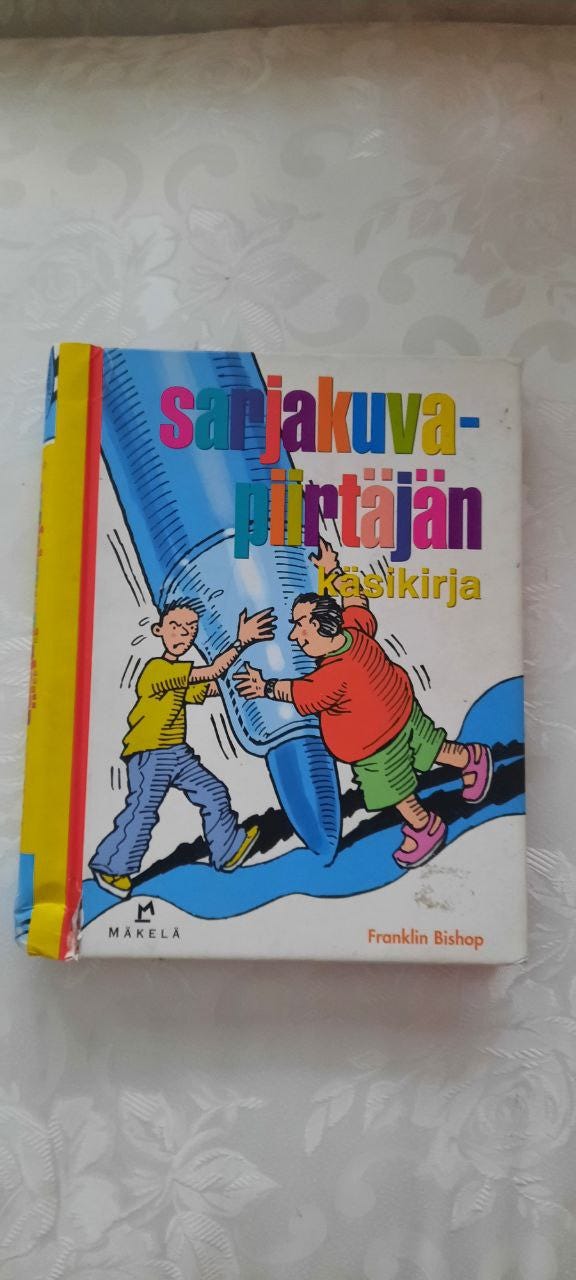 sarjakuva-
piirtäjän
käsikirja
MÄKELÄ
Franklin Bishop